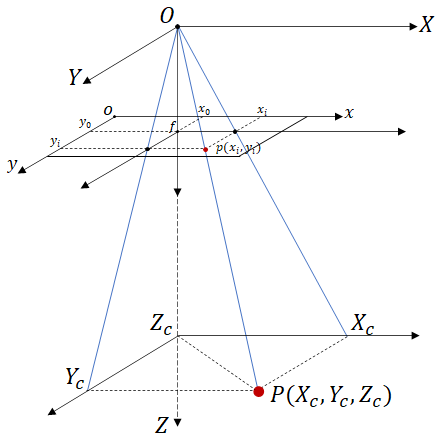 O
X
Y
o
x₀
xᵢ
x
y₀
f
yᵢ
p(xᵢ,yᵢ)
y
Z_c
X_c
Y_c
P(X_c,Y_c,Z_c)
Z